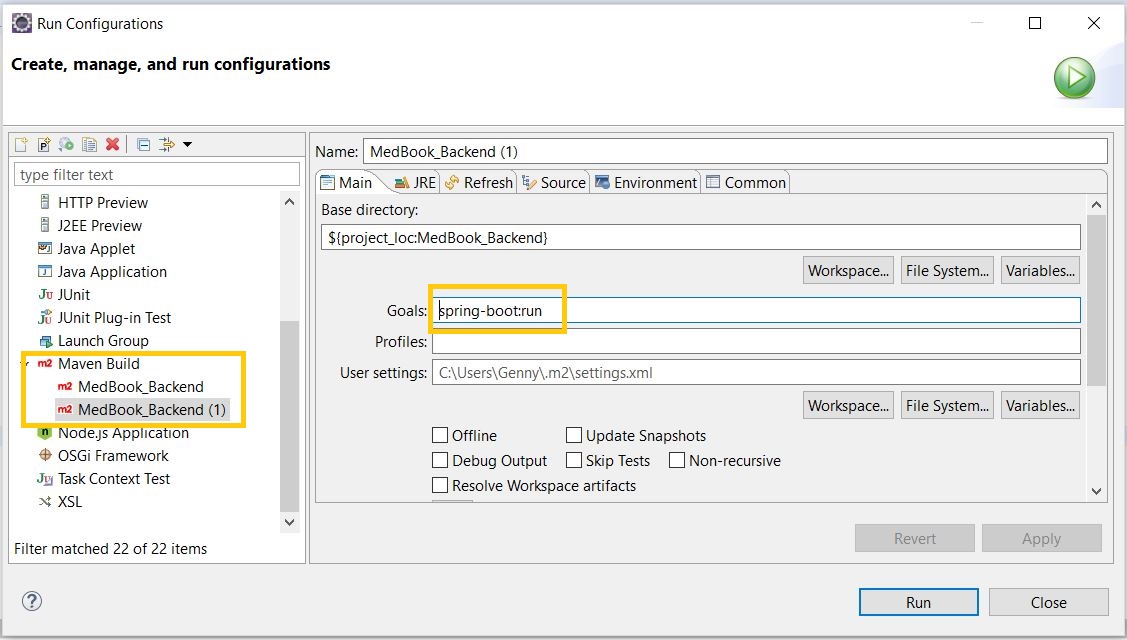 Run Configurations
Create, manage, and run configurations
type filter text
HTTP Preview
J2EE Preview
Java Applet
Java Application
JUnit
JUnit Plug-in Test
Launch Group
Maven Build
MedBook_Backend
MedBook_Backend (1)
Node.js Application
OSGi Framework
Task Context Test
XSL
Filter matched 22 of 22 items
Name: MedBook_Backend (1)
Main JRE Refresh Source Environment Common
Base directory:
${project_loc:MedBook_Backend}
Workspace... File System... Variables...
Goals: spring-boot:run
Profiles:
User settings: C:\Users\Genny\.m2\settings.xml
Workspace... File System... Variables...
Offline Update Snapshots
Debug Output Skip Tests Non-recursive
Resolve Workspace artifacts
Revert Apply
Run Close